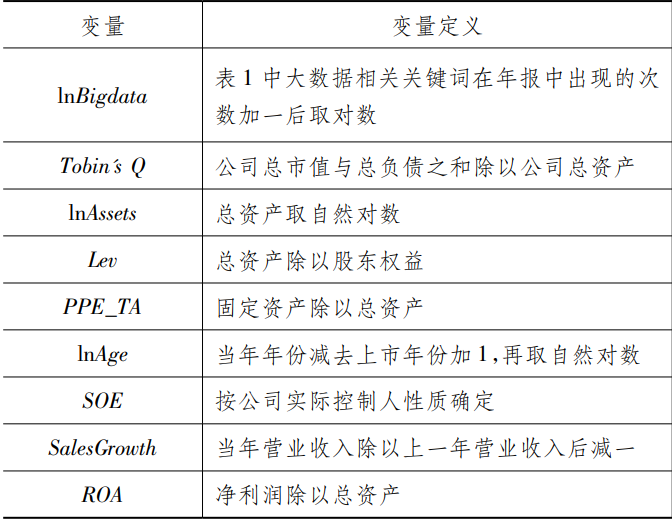 变量 变量定义
lnBigdata 表1中大数据相关关键词在年报中出现的次
数加一后取对数
Tobin´s Q 公司总市值与总负债之和除以公司总资产
lnAssets 总资产取自然对数
Lev 总资产除以股东权益
PPE_TA 固定资产除以总资产
lnAge 当年年份减去上市年份加1,再取自然对数
SOE 按公司实际控制人性质确定
SalesGrowth 当年营业收入除以上一年营业收入后减一
ROA 净利润除以总资产